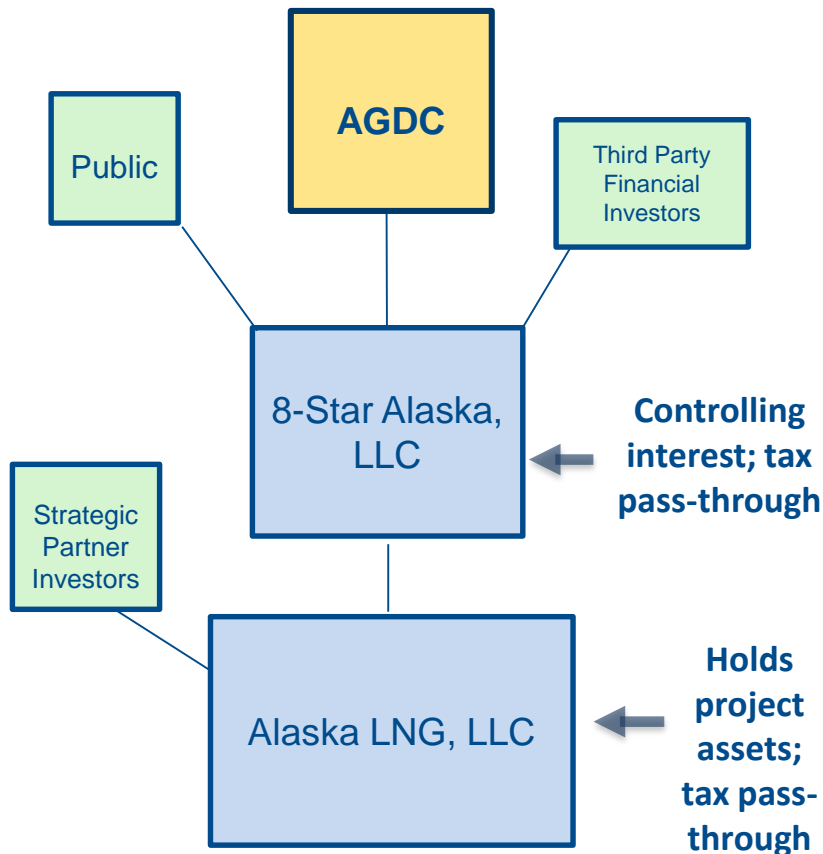 AGDC
Public
Third Party
Financial
Investors
8-Star Alaska,
LLC
Controlling
interest; tax
pass-through
Strategic
Partner
Investors
Alaska LNG, LLC
Holds
project
assets;
tax pass-
through